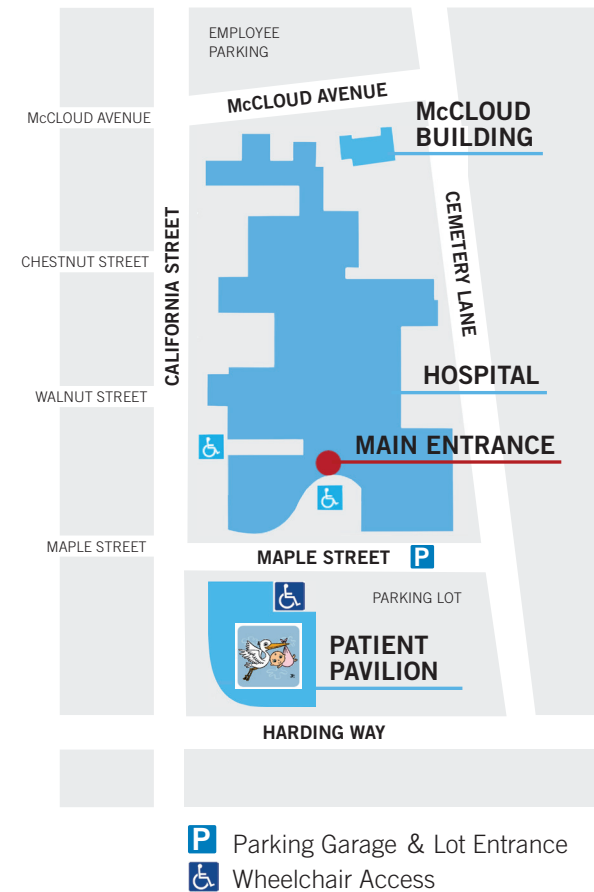 EMPLOYEE
PARKING
McCLOUD AVENUE
McCLOUD AVENUE
McCLOUD
BUILDING
CEMETERY LANE
CALIFORNIA STREET
CHESTNUT STREET
HOSPITAL
WALNUT STREET
MAIN ENTRANCE
MAPLE STREET
MAPLE STREET P
PARKING LOT
PATIENT
PAVILION
HARDING WAY
P Parking Garage & Lot Entrance
Wheelchair Access